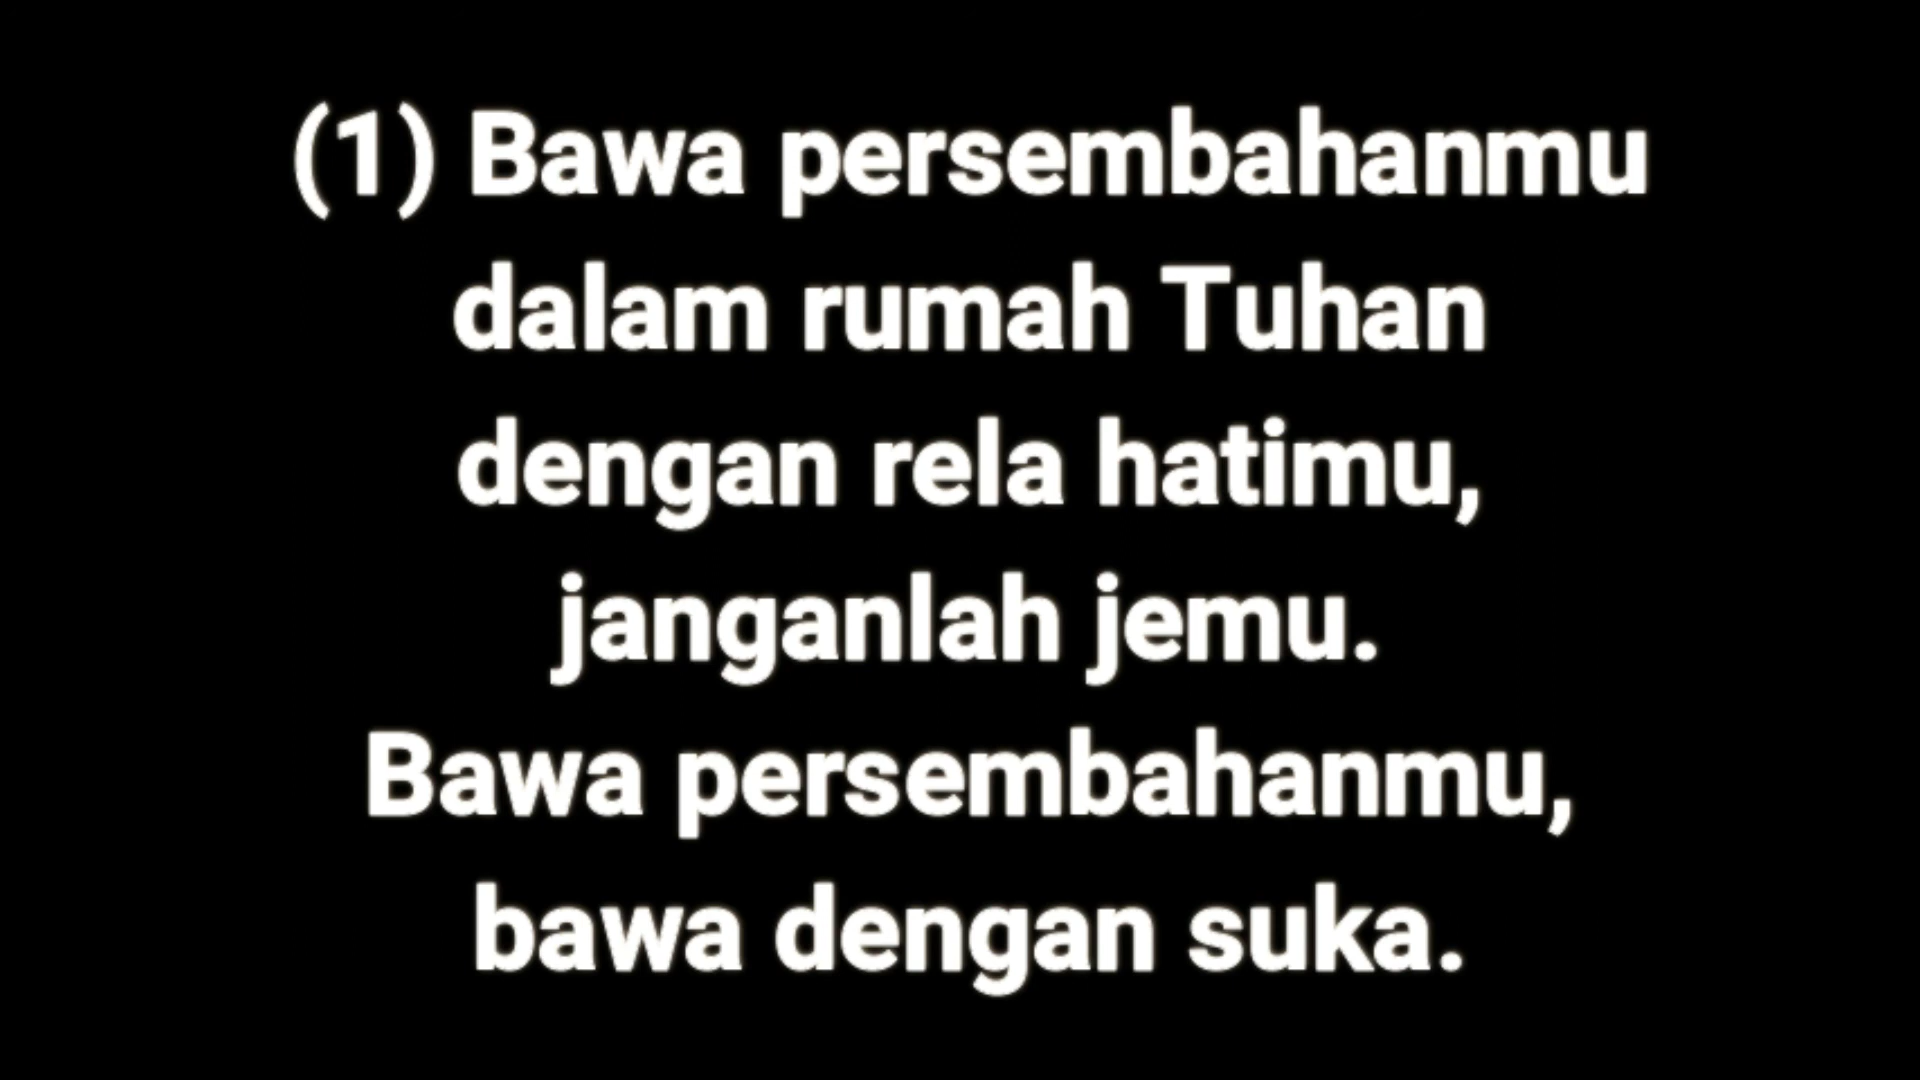 (1) Bawa persembahanmu
dalam rumah Tuhan
dengan rela hatimu,
janganlah jemu.
Bawa persembahanmu,
bawa dengan suka.